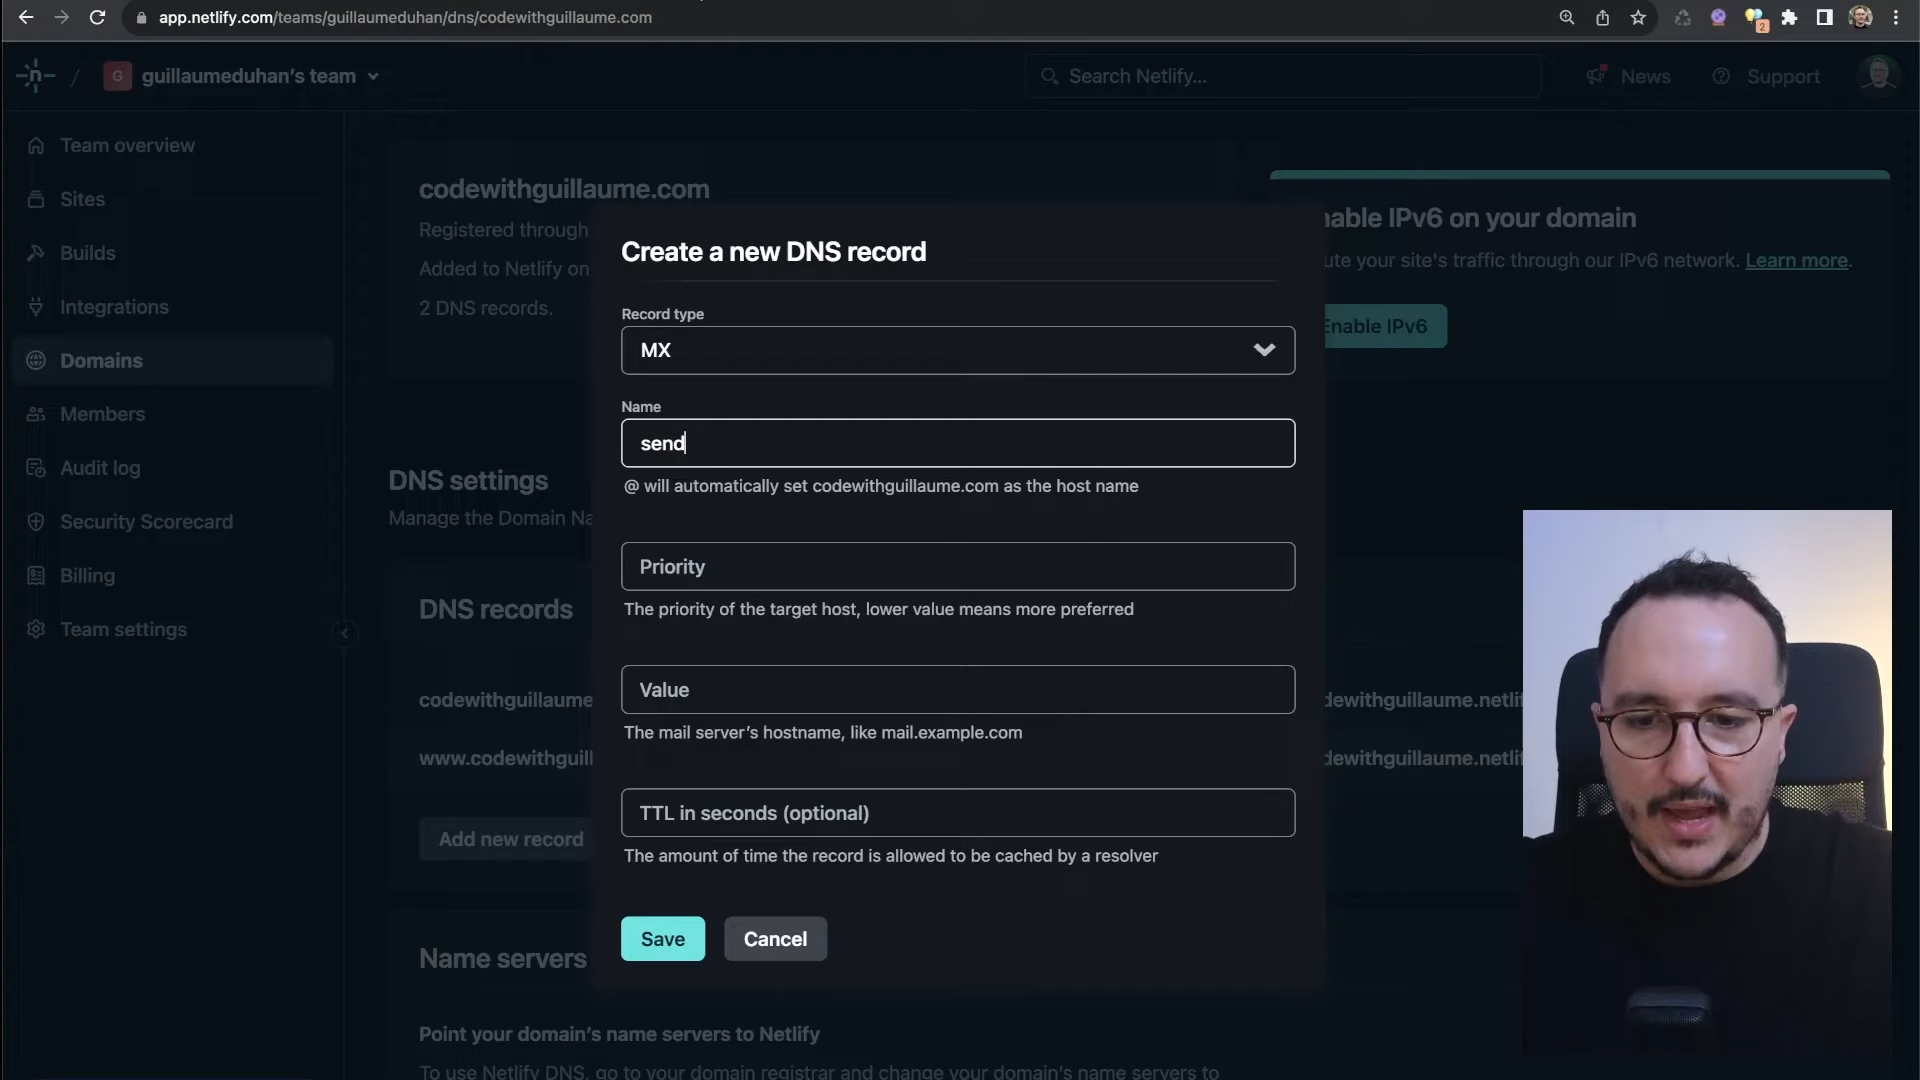 app.netlify.com/teams/guillaumeduhan/dns/codewithguillaume.com
2
/ G guillaumeduhan's team
Search Netlify...
News
Support
Team overview
Sites
Builds
Integrations
Domains
Members
Audit log
Security Scorecard
Billing
Team settings
codewithguillaume.com
Registered through
Added to Netlify on
2 DNS records.
nable IPv6 on your domain
ute your site's traffic through our IPv6 network. Learn more.
Enable IPv6
DNS settings
Manage the Domain Na
DNS records
codewithguillaume
dewithguillaume.netlif
www.codewithguill
dewithguillaume.netlif
Add new record
Name servers
Point your domain's name servers to Netlify
To use Netlify DNS, go to your domain registrar and change your domain's name servers to
Create a new DNS record
Record type
MX
Name
send
@ will automatically set codewithguillaume.com as the host name
Priority
The priority of the target host, lower value means more preferred
Value
The mail server's hostname, like mail.example.com
TTL in seconds (optional)
The amount of time the record is allowed to be cached by a resolver
Save
Cancel